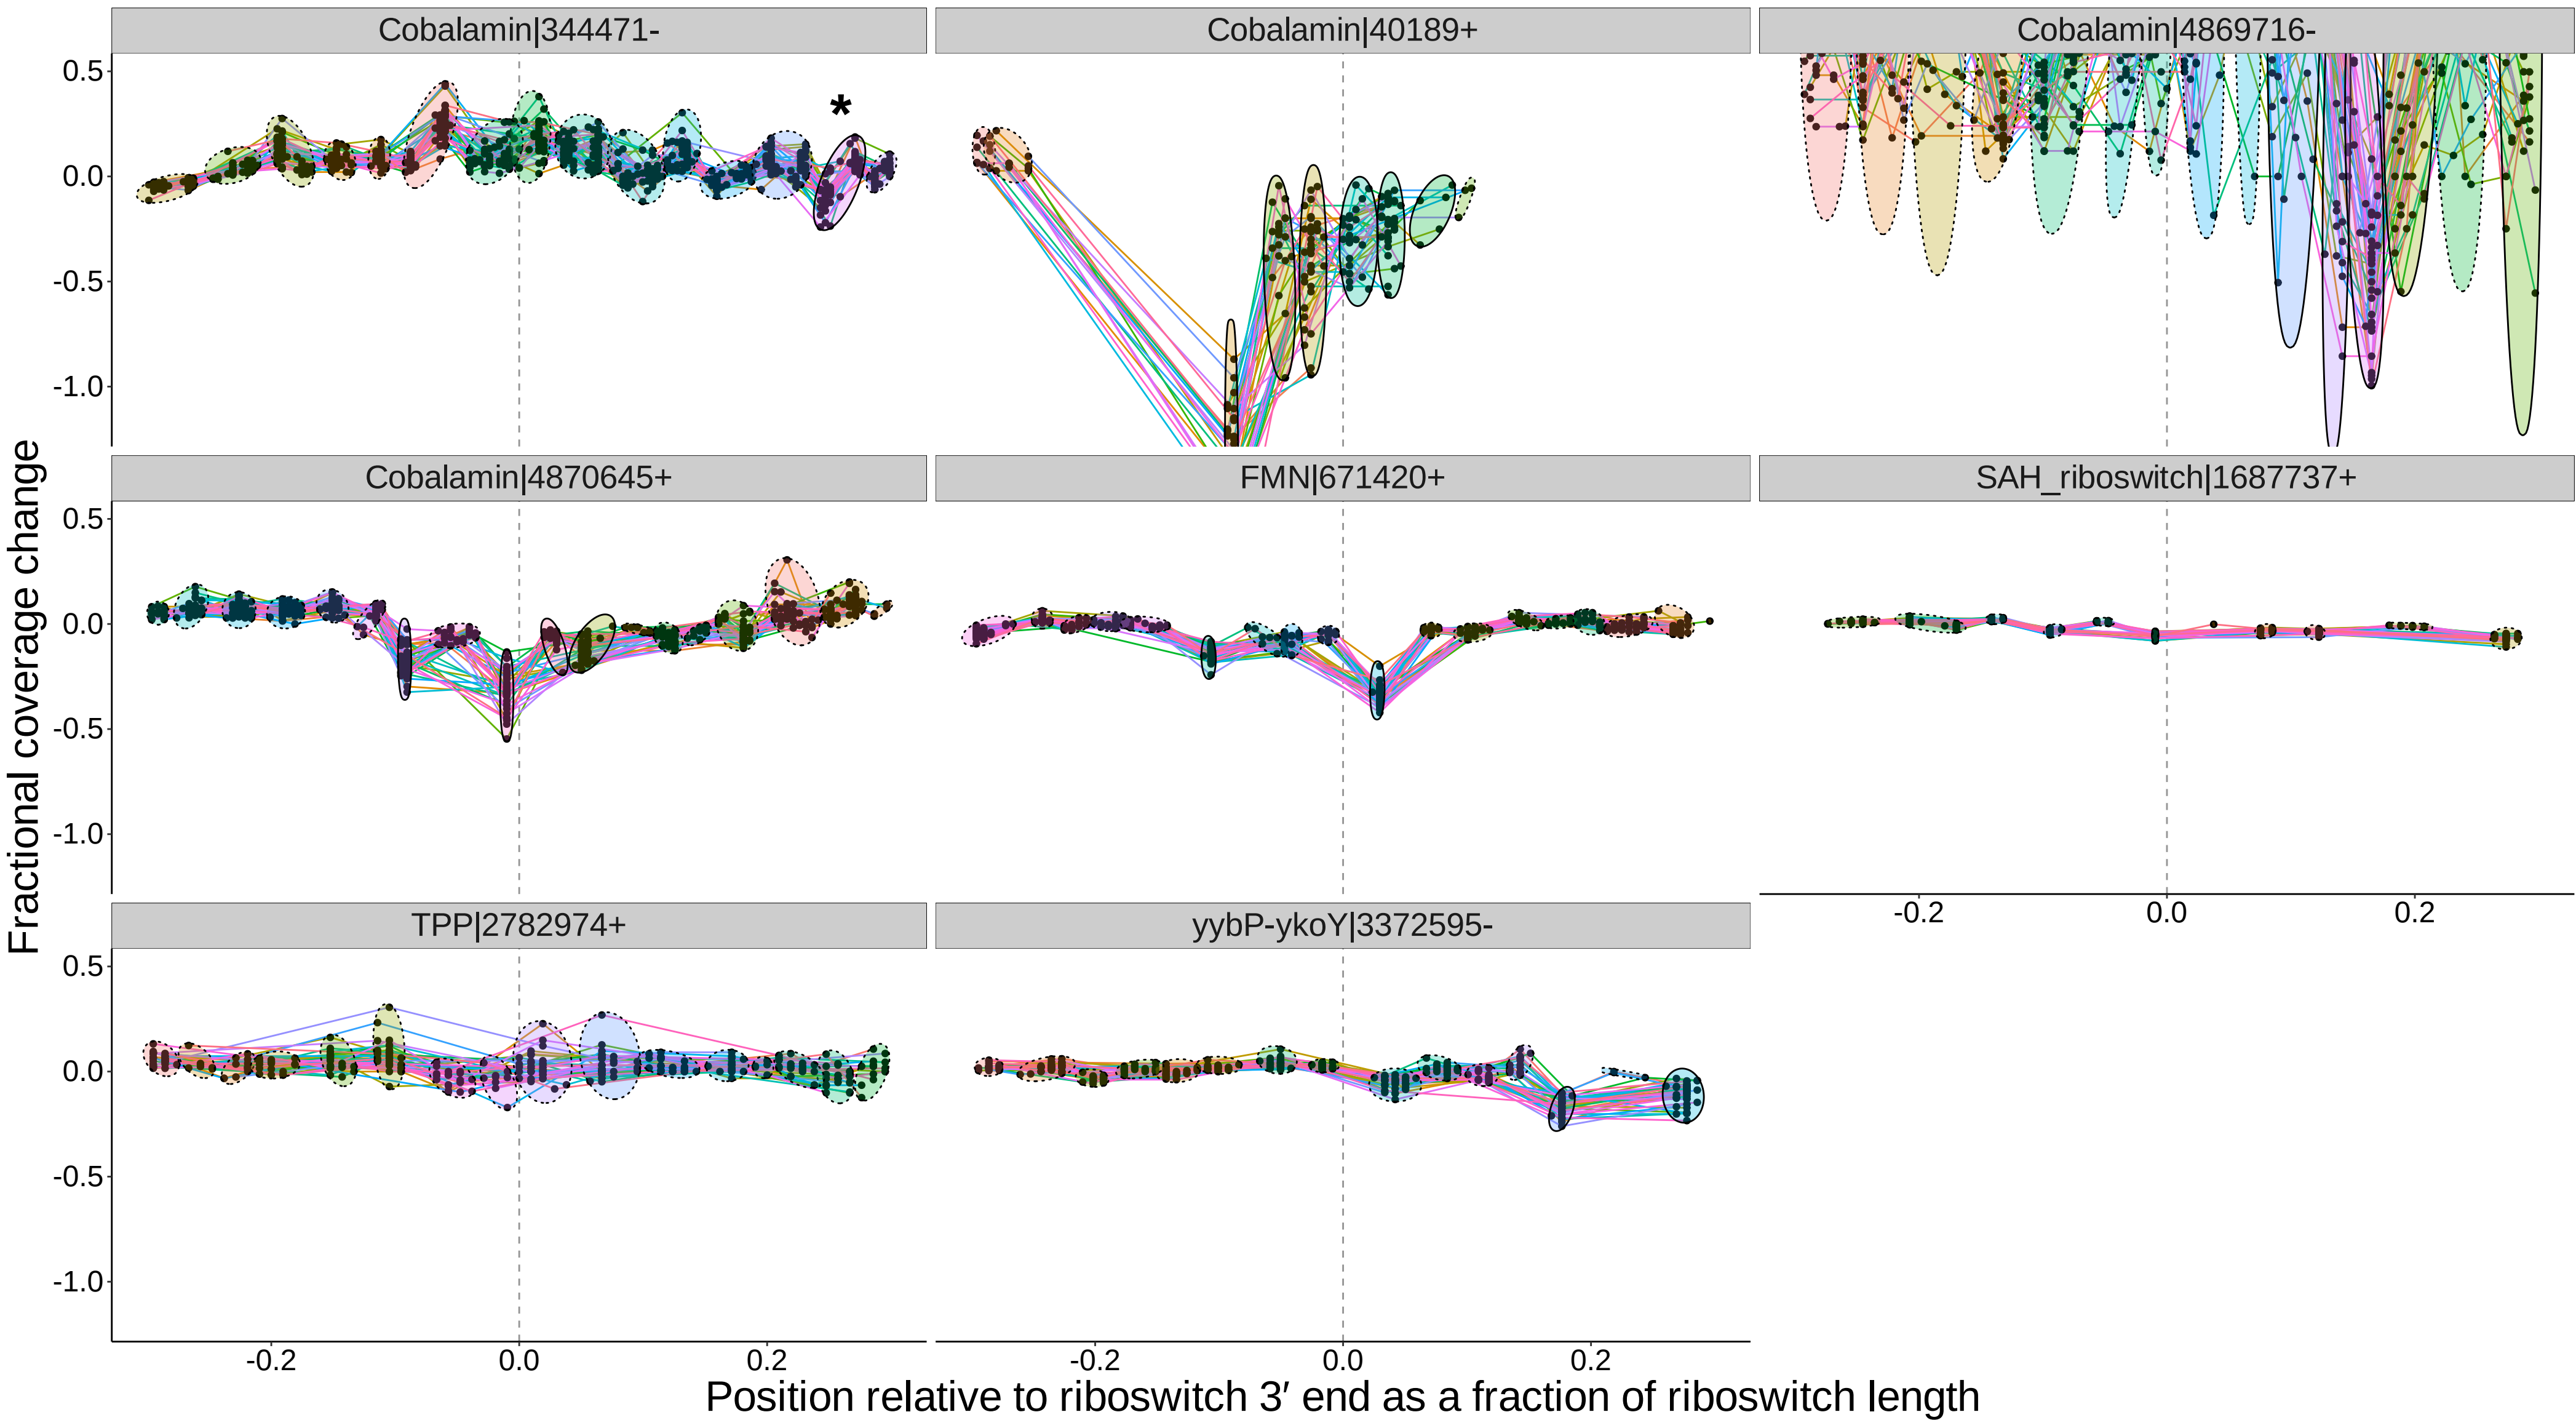 Cobalamin|344471-
Cobalamin|40189+
Cobalamin|4869716-
0.5
0.0
-0.5
-1.0
*
Cobalamin|4870645+
FMN|671420+
SAH_riboswitch|1687737+
0.5
0.0
-0.5
-1.0
-0.2
0.0
0.2
TPP|2782974+
yybP-ykoY|3372595-
0.5
0.0
-0.5
-1.0
-0.2
0.0
0.2
-0.2
0.0
0.2
Fractional coverage change
Position relative to riboswitch 3′ end as a fraction of riboswitch length